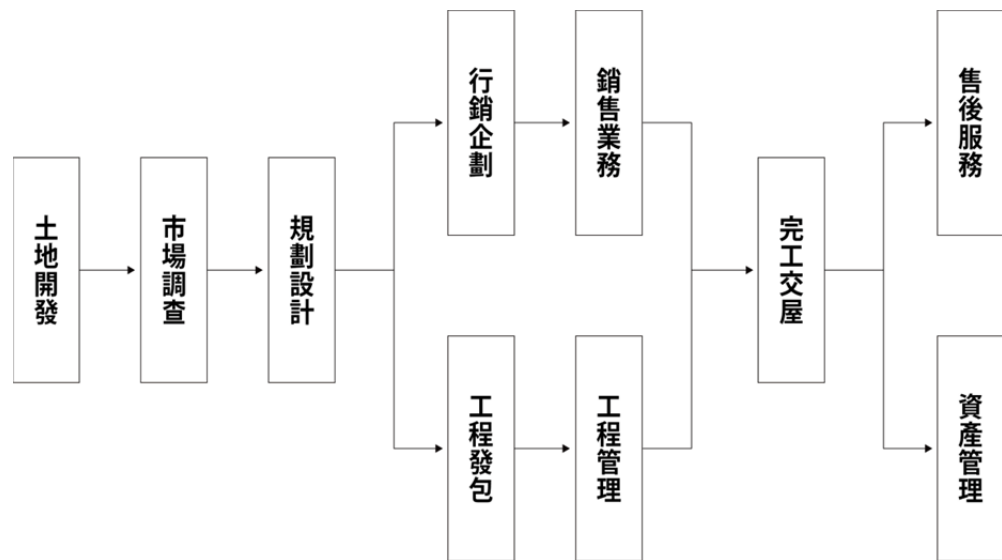 土地開發
市場調查
規劃設計
行銷企劃
銷售業務
工程發包
工程管理
完工交屋
售後服務
資產管理